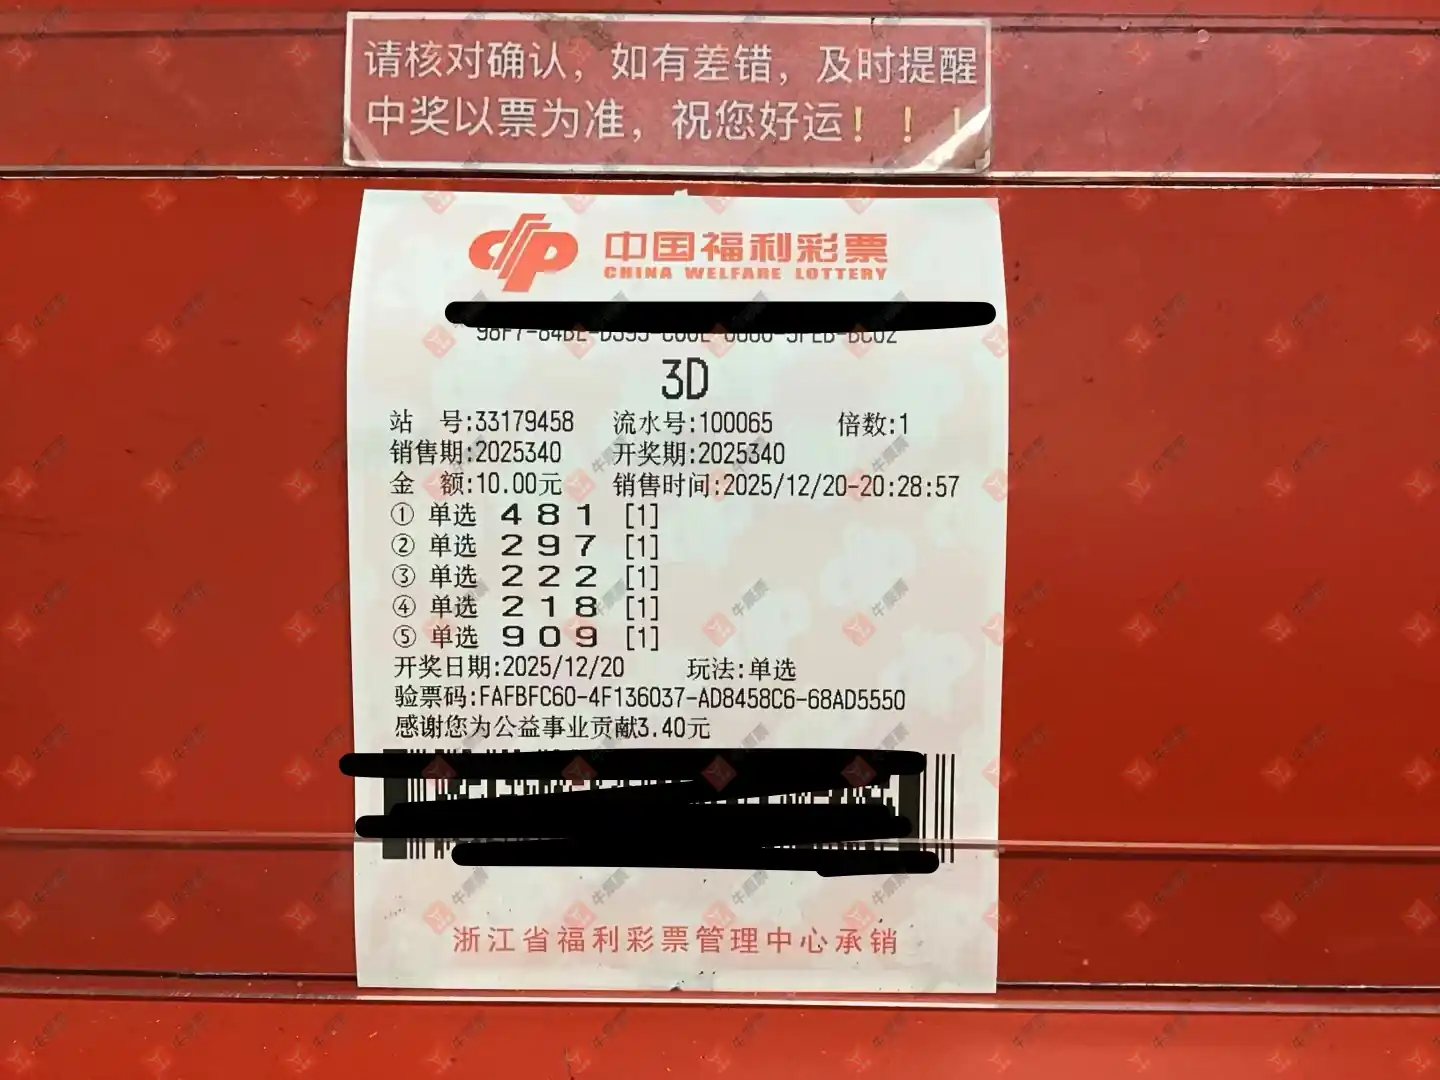 请核对确认，如有差错，及时提醒
中奖以票为准，祝您好运！！！
中国福利彩票
CHINA WELFARE LOTTERY
3D
站 号:33179458 流水号:100065 倍数:1
销售期:2025340 开奖期:2025340
金 额:10.00元 销售时间:2025/12/20-20:28:57
① 单选 4 8 1 [1]
② 单选 2 9 7 [1]
③ 单选 2 2 2 [1]
④ 单选 2 1 8 [1]
⑤ 单选 9 0 9 [1]
开奖日期:2025/12/20 玩法:单选
验票码:FAFBFC60-4F136037-AD8458C6-68AD5550
感谢您为公益事业贡献3.40元
浙江省福利彩票管理中心承销